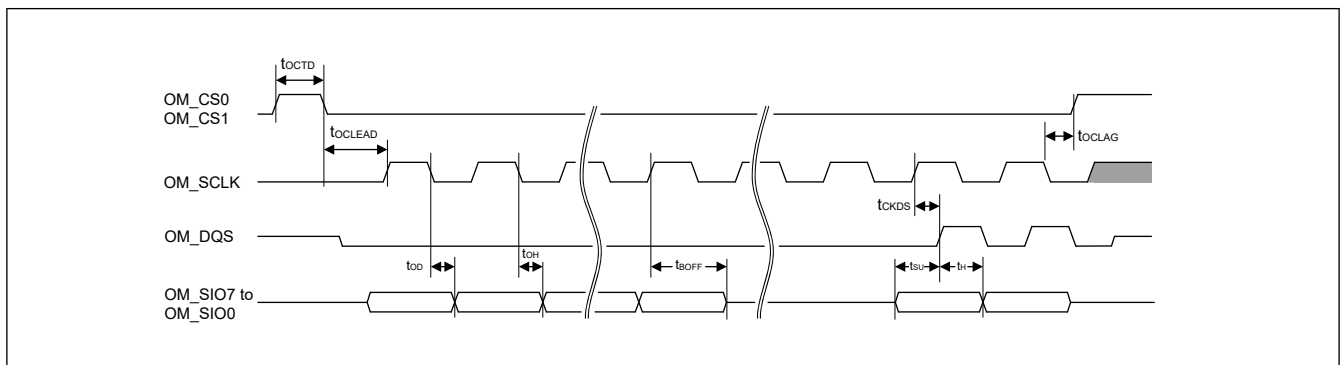 tOCTD
OM_CS0
OM_CS1
tOCLEAD
tOCLAG
OM_SCLK
tCKDS
OM_DQS
tOD
tOH
tBOFF
tSU
tH
OM_SIO7 to
OM_SIO0